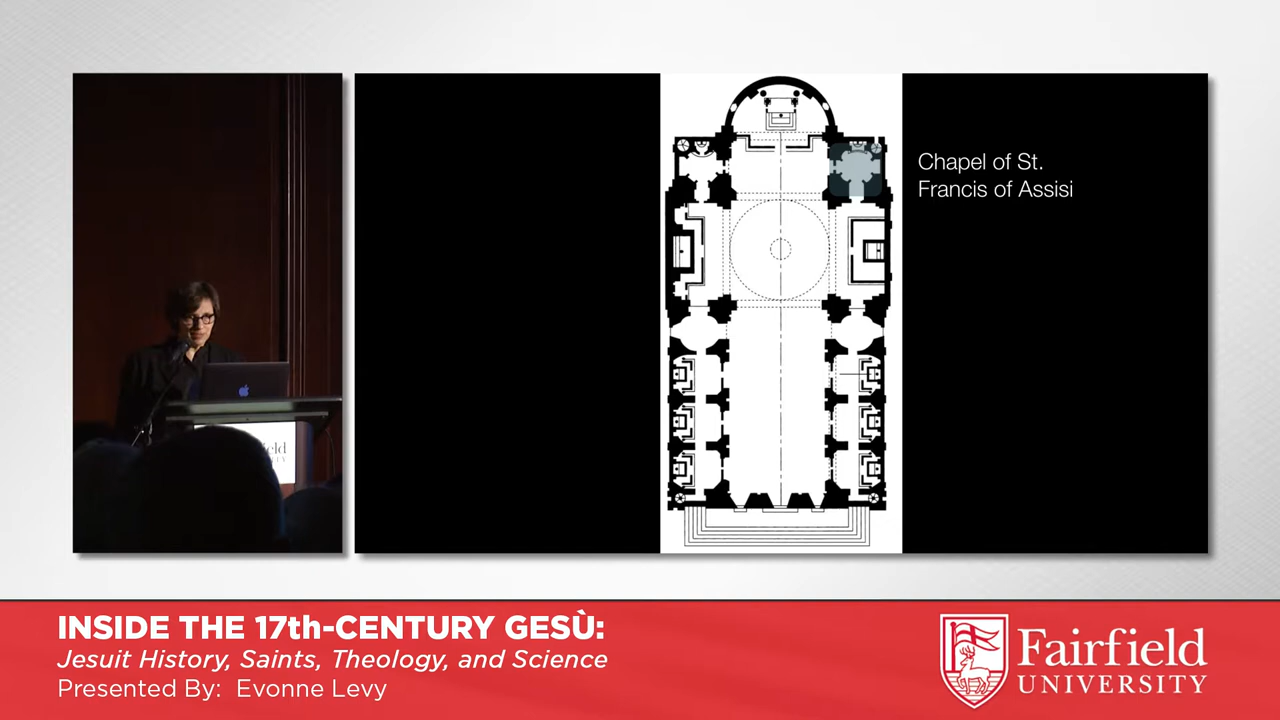 Chapel of St.
Francis of Assisi
INSIDE THE 17th-CENTURY GESÙ:
Jesuit History, Saints, Theology, and Science
Presented By: Evonne Levy
Fairfield
UNIVERSITY